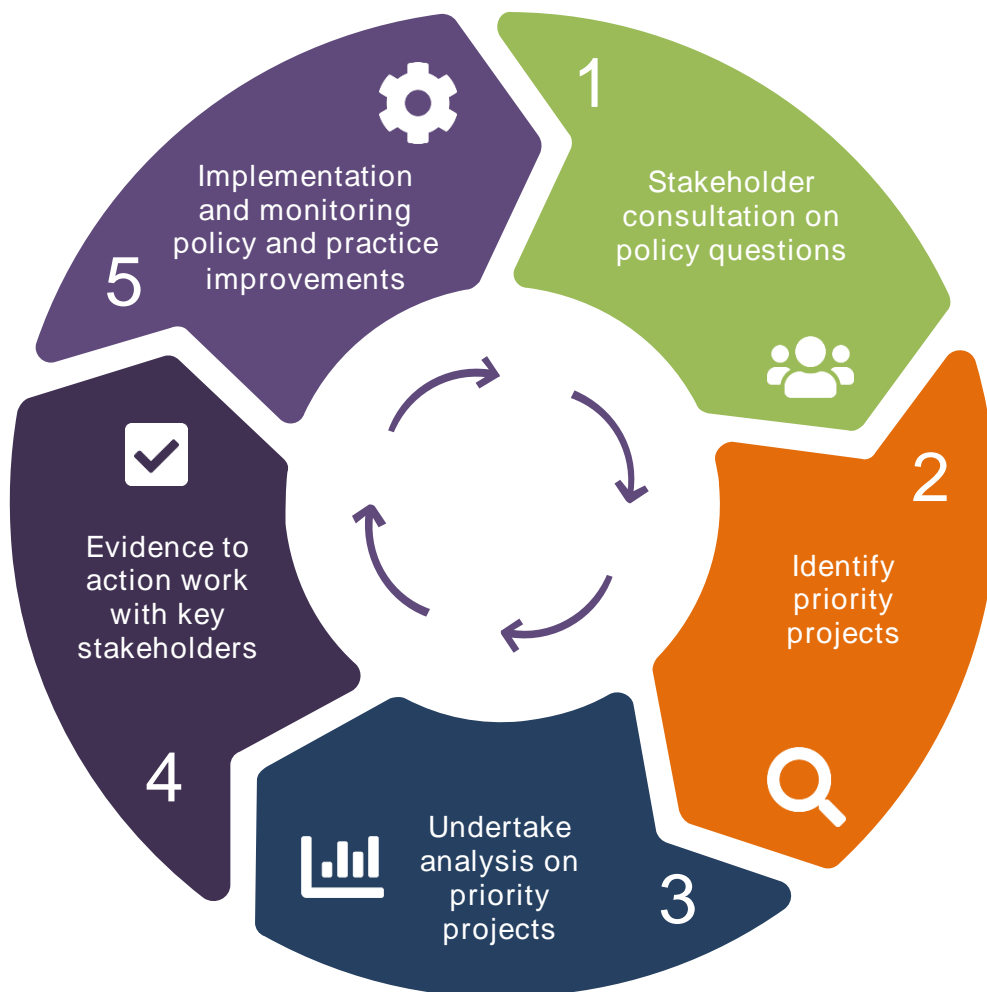 1
Stakeholder
consultation on
policy questions
2
Identify
priority
projects
3
Undertake
analysis on
priority
projects
4
Evidence to
action work
with key
stakeholders
5
Implementation
and monitoring
policy and practice
improvements